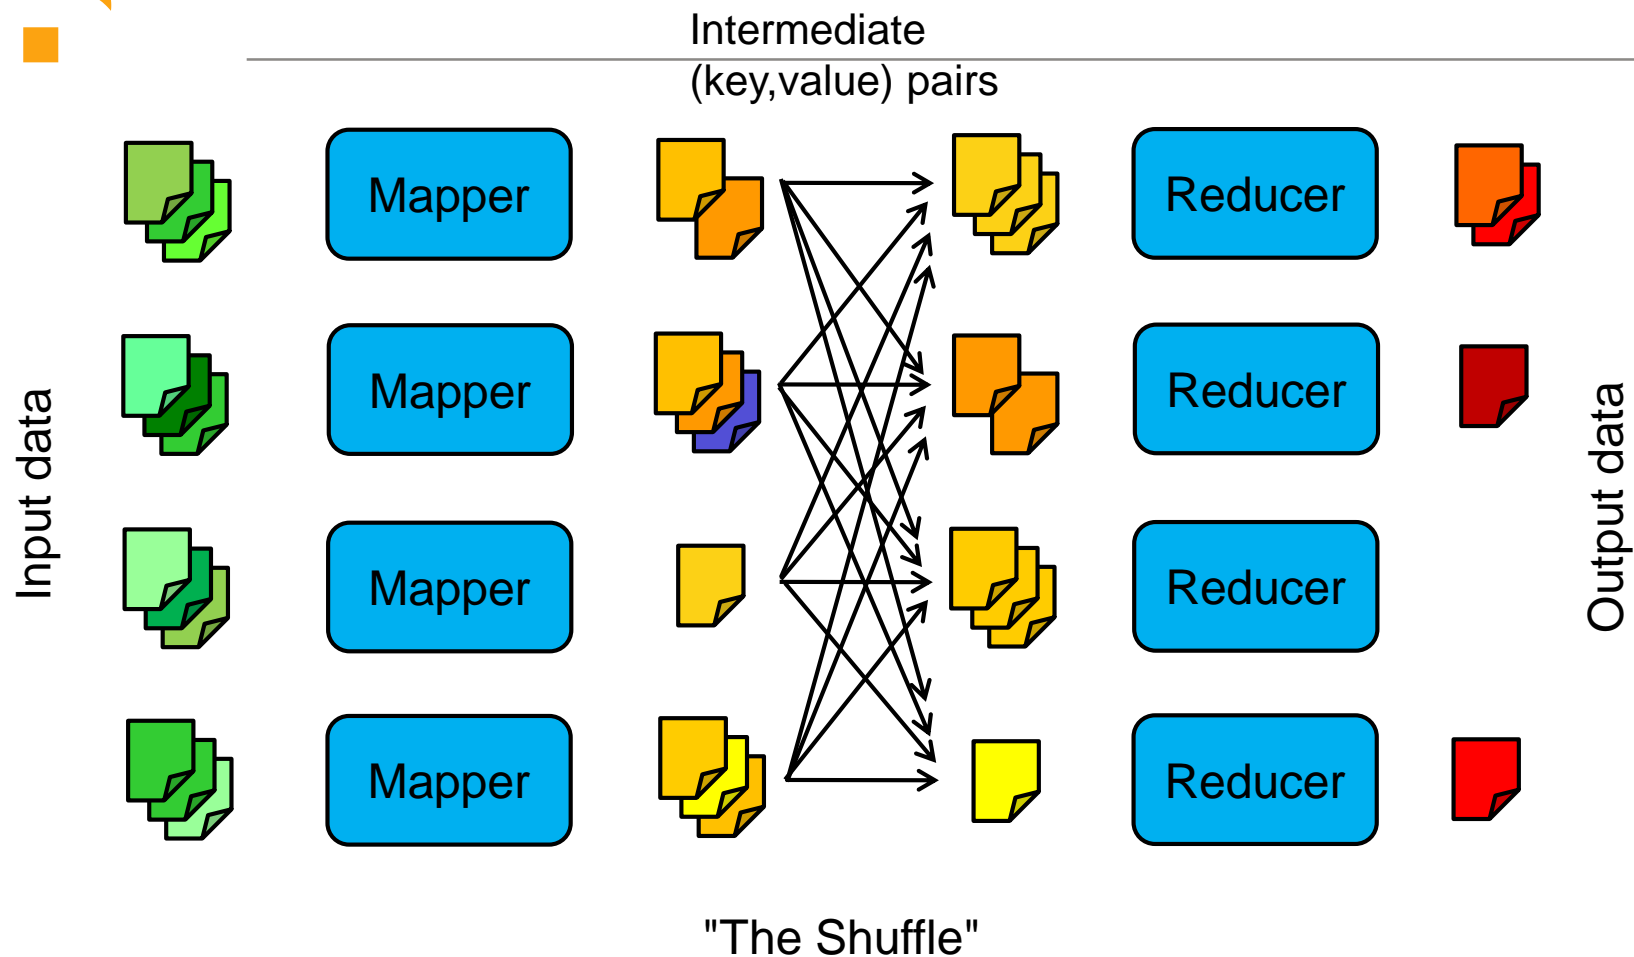 Intermediate
(key,value) pairs
Input data
Mapper
Reducer
Mapper
Reducer
Mapper
Reducer
Mapper
Reducer
Output data
"The Shuffle"